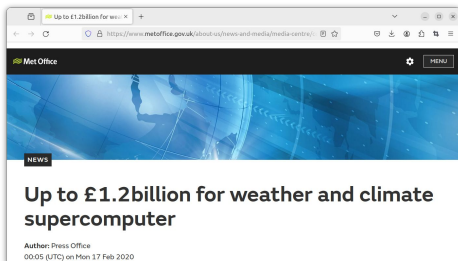 Up to £1.2billion for wea
https://www.metoffice.gov.uk/about-us/news-and-media/media-centre/
Met Office
MENU
NEWS
Up to £1.2billion for weather and climate
supercomputer
Author: Press Office
00:05 (UTC) on Mon 17 Feb 2020